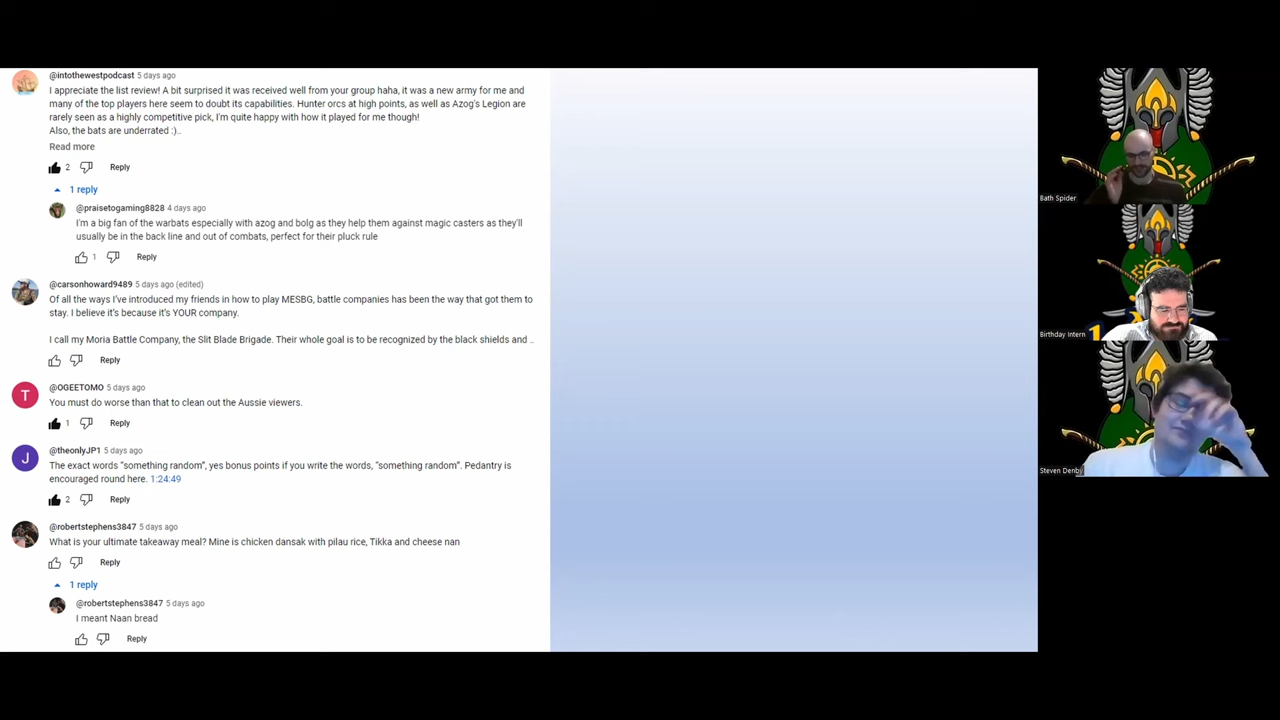 @intothewestpodcast 5 days ago
I appreciate the list review! A bit surprised it was received well from your group haha, it was a new army for me and
many of the top players here seem to doubt its capabilities. Hunter orcs at high points, as well as Azog's Legion are
rarely seen as a highly competitive pick, I'm quite happy with how it played for me though!
Also, the bats are underrated :)..
Read more
2 Reply
1 reply
@praisetogaming8828 4 days ago
I'm a big fan of the warbats especially with azog and bolg as they help them against magic casters as they'll
usually be in the back line and out of combats, perfect for their pluck rule
1 Reply
@carsonhoward9489 5 days ago (edited)
Of all the ways I've introduced my friends in how to play MESBG, battle companies has been the way that got them to
stay. I believe it's because it's YOUR company.
I call my Moria Battle Company, the Slit Blade Brigade. Their whole goal is to be recognized by the black shields and ..
Reply
T
@OGEETOMO 5 days ago
You must do worse than that to clean out the Aussie viewers.
1 Reply
J
@theonlyJP1 5 days ago
The exact words "something random", yes bonus points if you write the words, "something random". Pedantry is
encouraged round here. 1:24:49
2 Reply
@robertstephens3847 5 days ago
What is your ultimate takeaway meal? Mine is chicken dansak with pilau rice, Tikka and cheese nan
Reply
1 reply
@robertstephens3847 5 days ago
I meant Naan bread
Reply
Bath Spider
Birthday Intern
1
Steven Denby